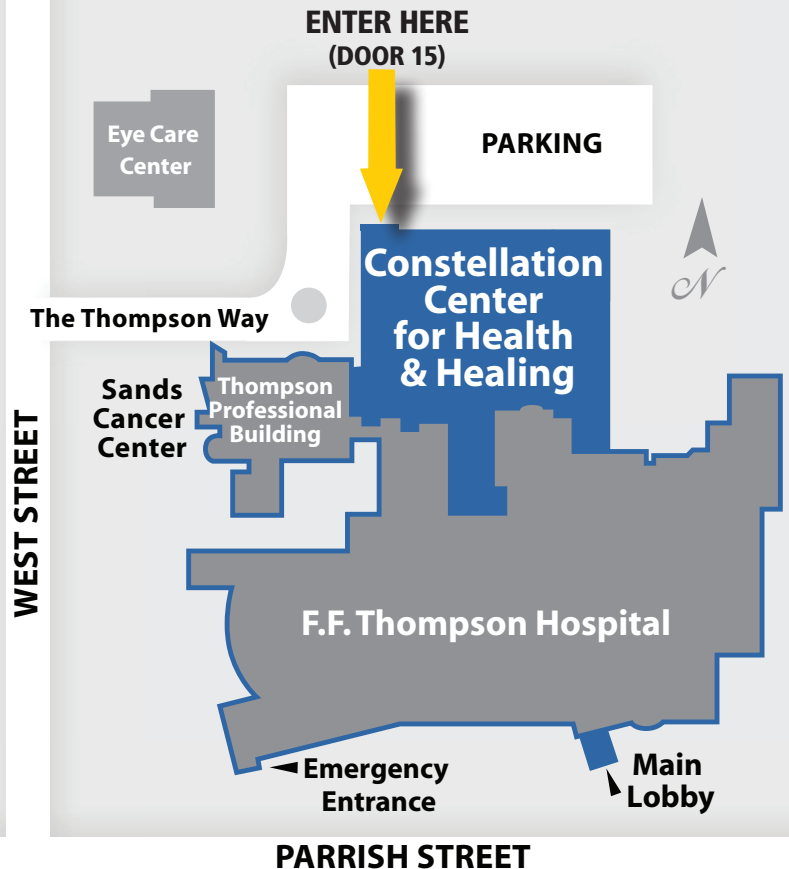 ENTER HERE
(DOOR 15)
Eye Care
Center
PARKING
N
Constellation
Center
for Health
& Healing
The Thompson Way
Sands
Cancer
Center
Thompson
Professional
Building
WEST STREET
F.F. Thompson Hospital
Emergency
Entrance
Main
Lobby
PARRISH STREET